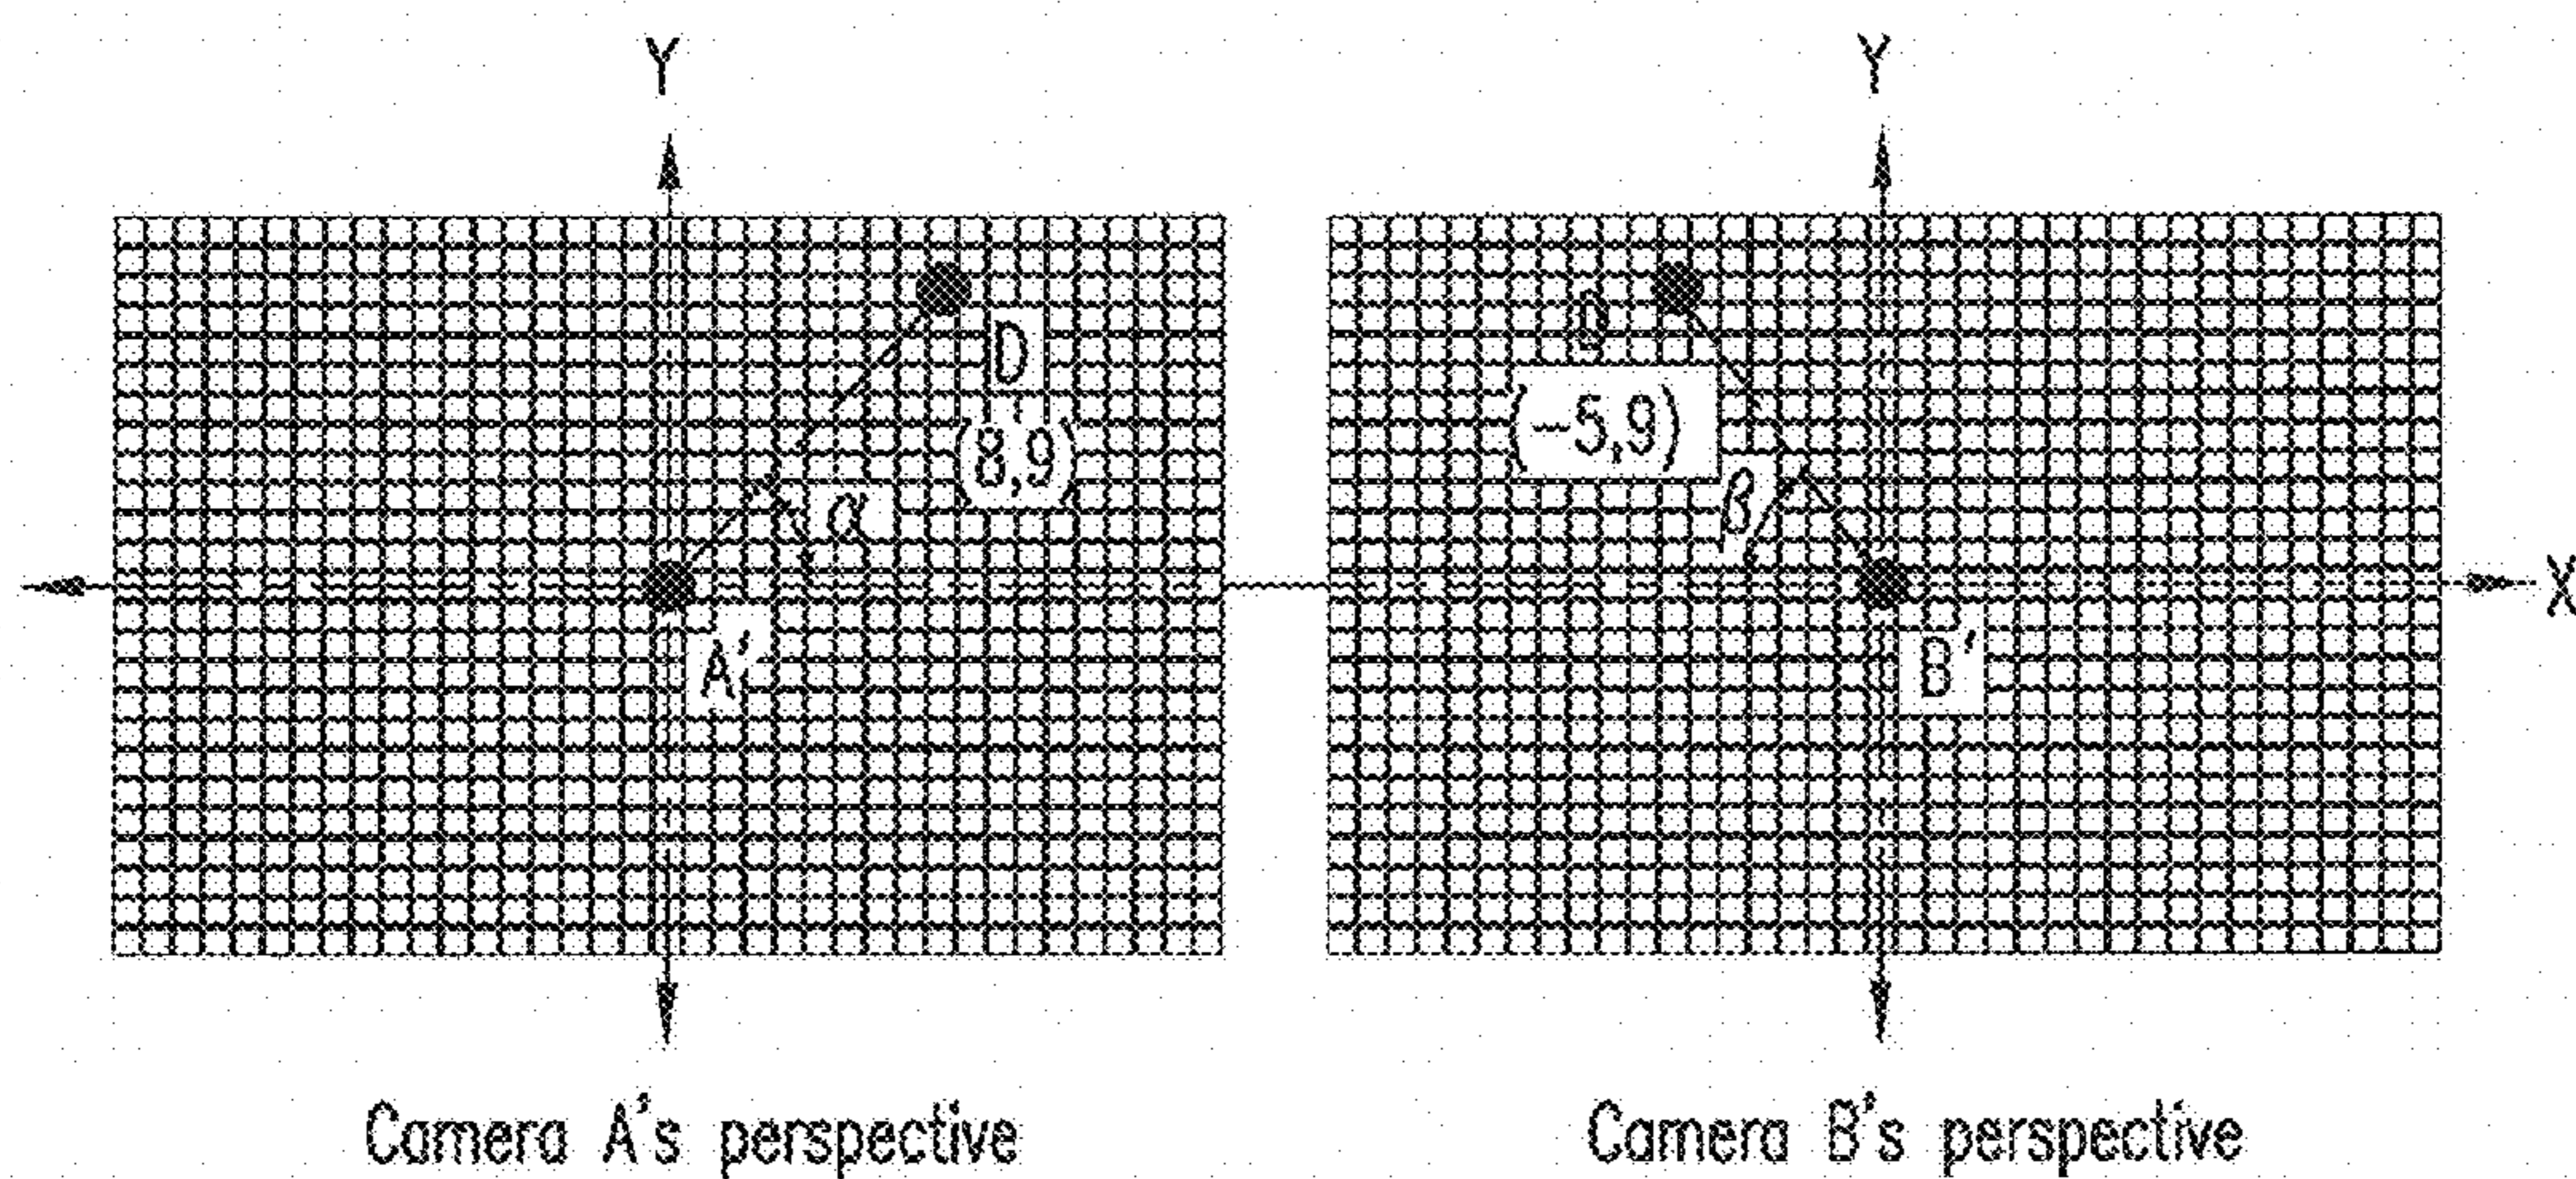 Y
Y
D
(8,9)
α
A'
D
(-5,9)
β
B'
X
Camera A's perspective
Camera B's perspective